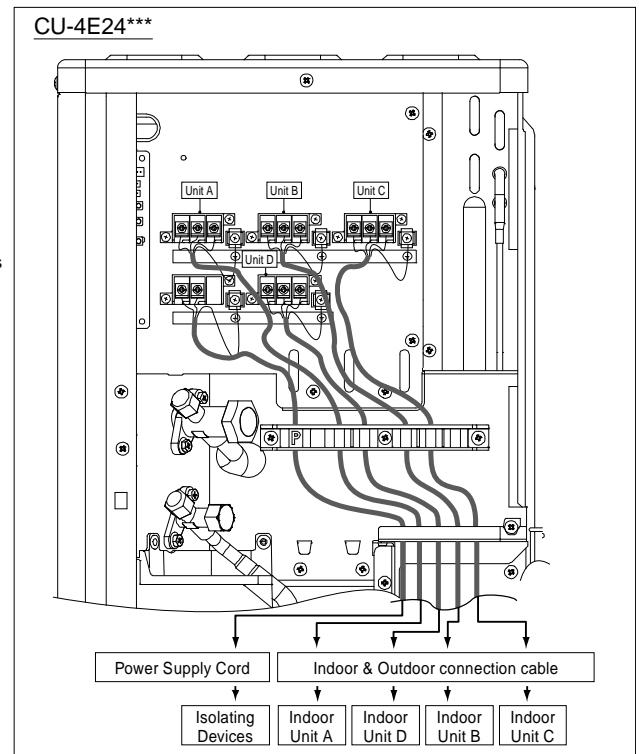 CU-4E24***
s
Unit A
Unit B
Unit C
Unit D
P
Power Supply Cord
Indoor & Outdoor connection cable
Isolating
Devices
Indoor
Unit A
Indoor
Unit D
Indoor
Unit B
Indoor
Unit C